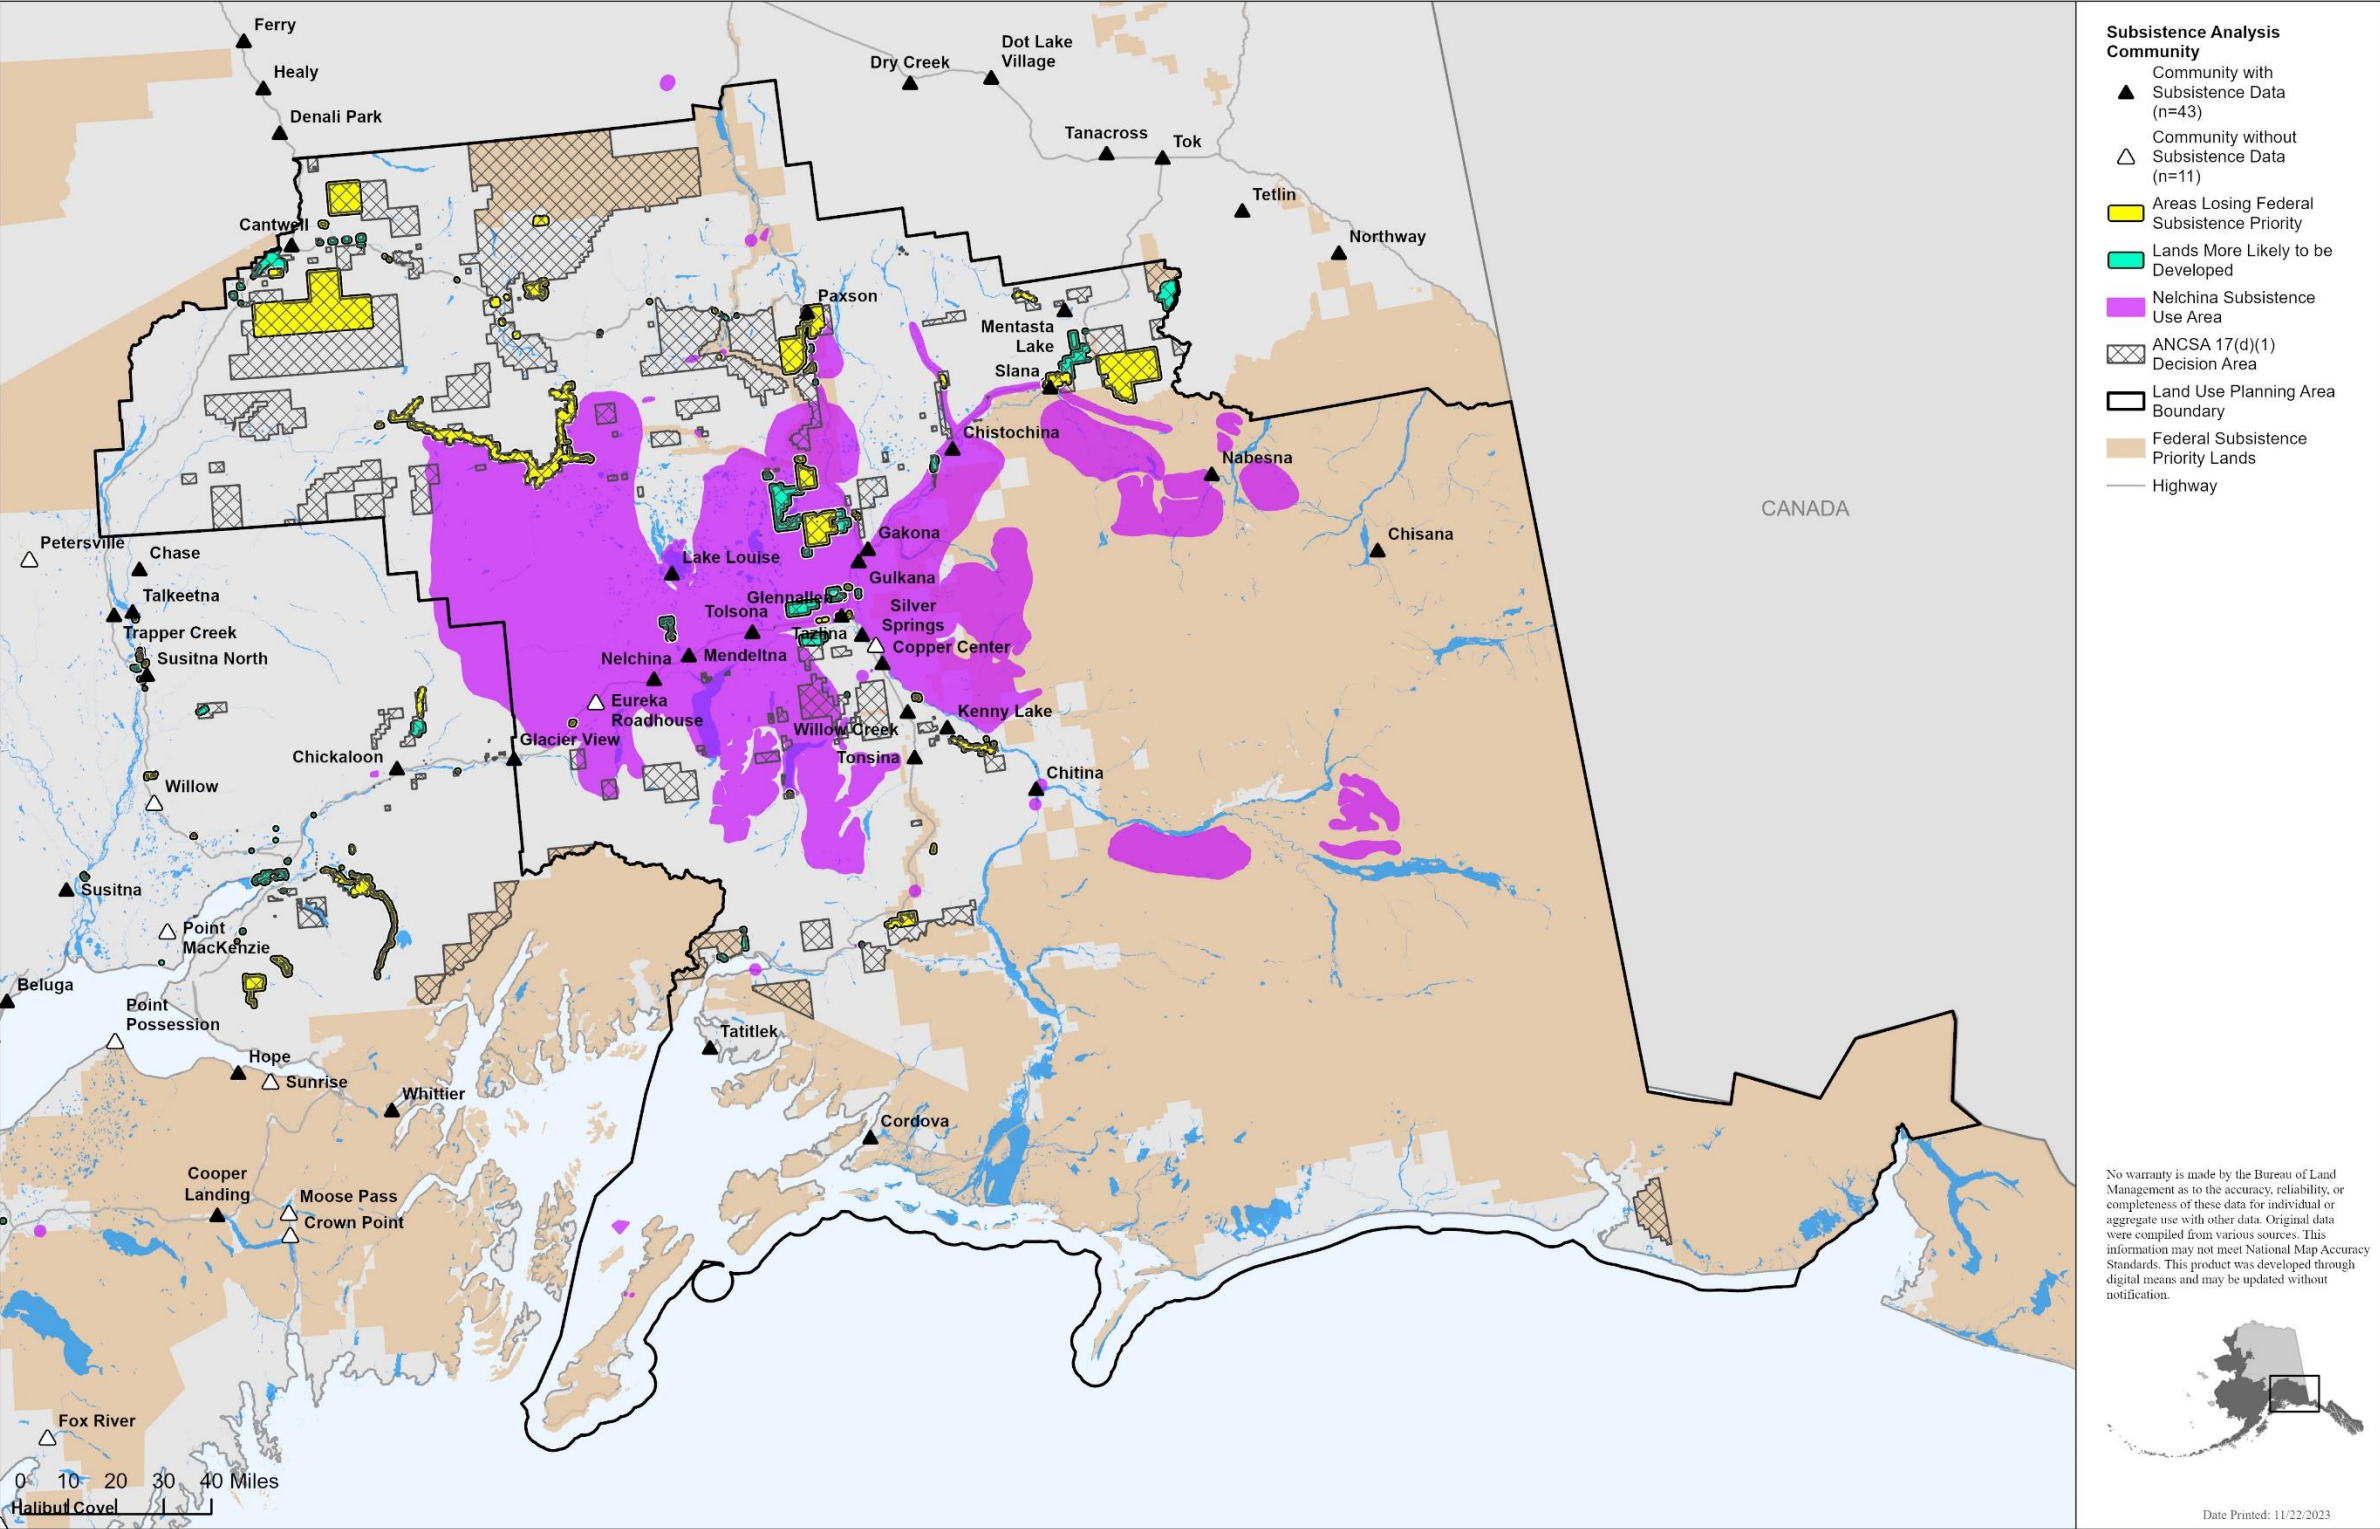 Ferry
Healy
Denali Park
Dry Creek
Dot Lake
Village
Tanacross
Tok
Tetlin
Northway
Cantwell
Paxson
Mentasta
Lake
Slana
Chistochina
Nabesna
CANADA
Chisana
Petersville
Chase
Talkeetna
Trapper Creek
Susitna North
Gakona
Lake Louise
Gulkana
Glennallen
Tolsona
Silver
Springs
Tazlina
Copper Center
Nelchina
Mendeltna
Eureka
Roadhouse
Willow Creek
Kenny Lake
Glacier View
Chickaloon
Tonsina
Chitina
Willow
Susitna
Point
MacKenzie
Beluga
Point
Possession
Hope
Sunrise
Whittier
Tatitlek
Cordova
Cooper
Landing
Moose Pass
Crown Point
Fox River
0 10 20 30 40 Miles
Halibut Cove
Subsistence Analysis
Community
Community with
Subsistence Data
(n=43)
Community without
Subsistence Data
(n=11)
Areas Losing Federal
Subsistence Priority
Lands More Likely to be
Developed
Nelchina Subsistence
Use Area
ANCSA 17(d)(1)
Decision Area
Land Use Planning Area
Boundary
Federal Subsistence
Priority Lands
Highway
No warranty is made by the Bureau of Land
Management as to the accuracy, reliability, or
completeness of these data for individual or
aggregate use with other data. Original data
were compiled from various sources. This
information may not meet National Map Accuracy
Standards. This product was developed through
digital means and may be updated without
notification.
Date Printed: 11/22/2023